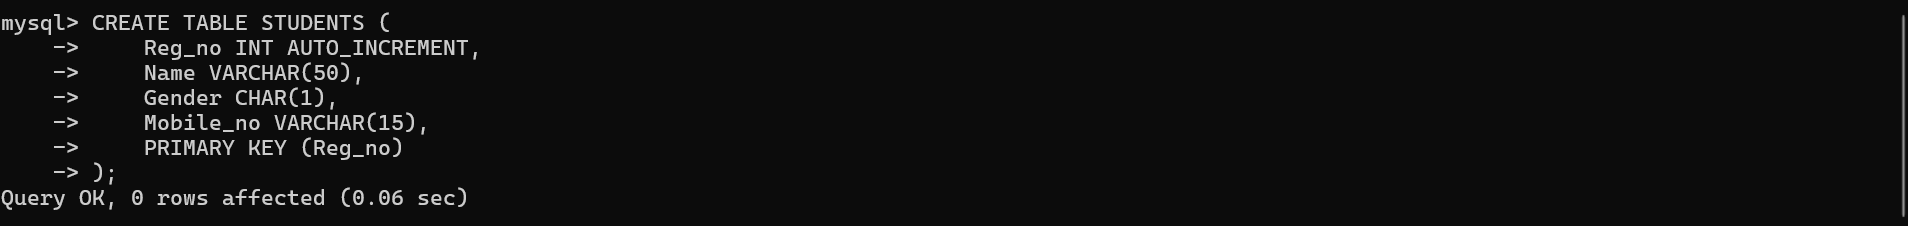 mysql> CREATE TABLE STUDENTS (
    ->     Reg_no INT AUTO_INCREMENT,
    ->     Name VARCHAR(50),
    ->     Gender CHAR(1),
    ->     Mobile_no VARCHAR(15),
    ->     PRIMARY KEY (Reg_no)
    -> );
Query OK, 0 rows affected (0.06 sec)